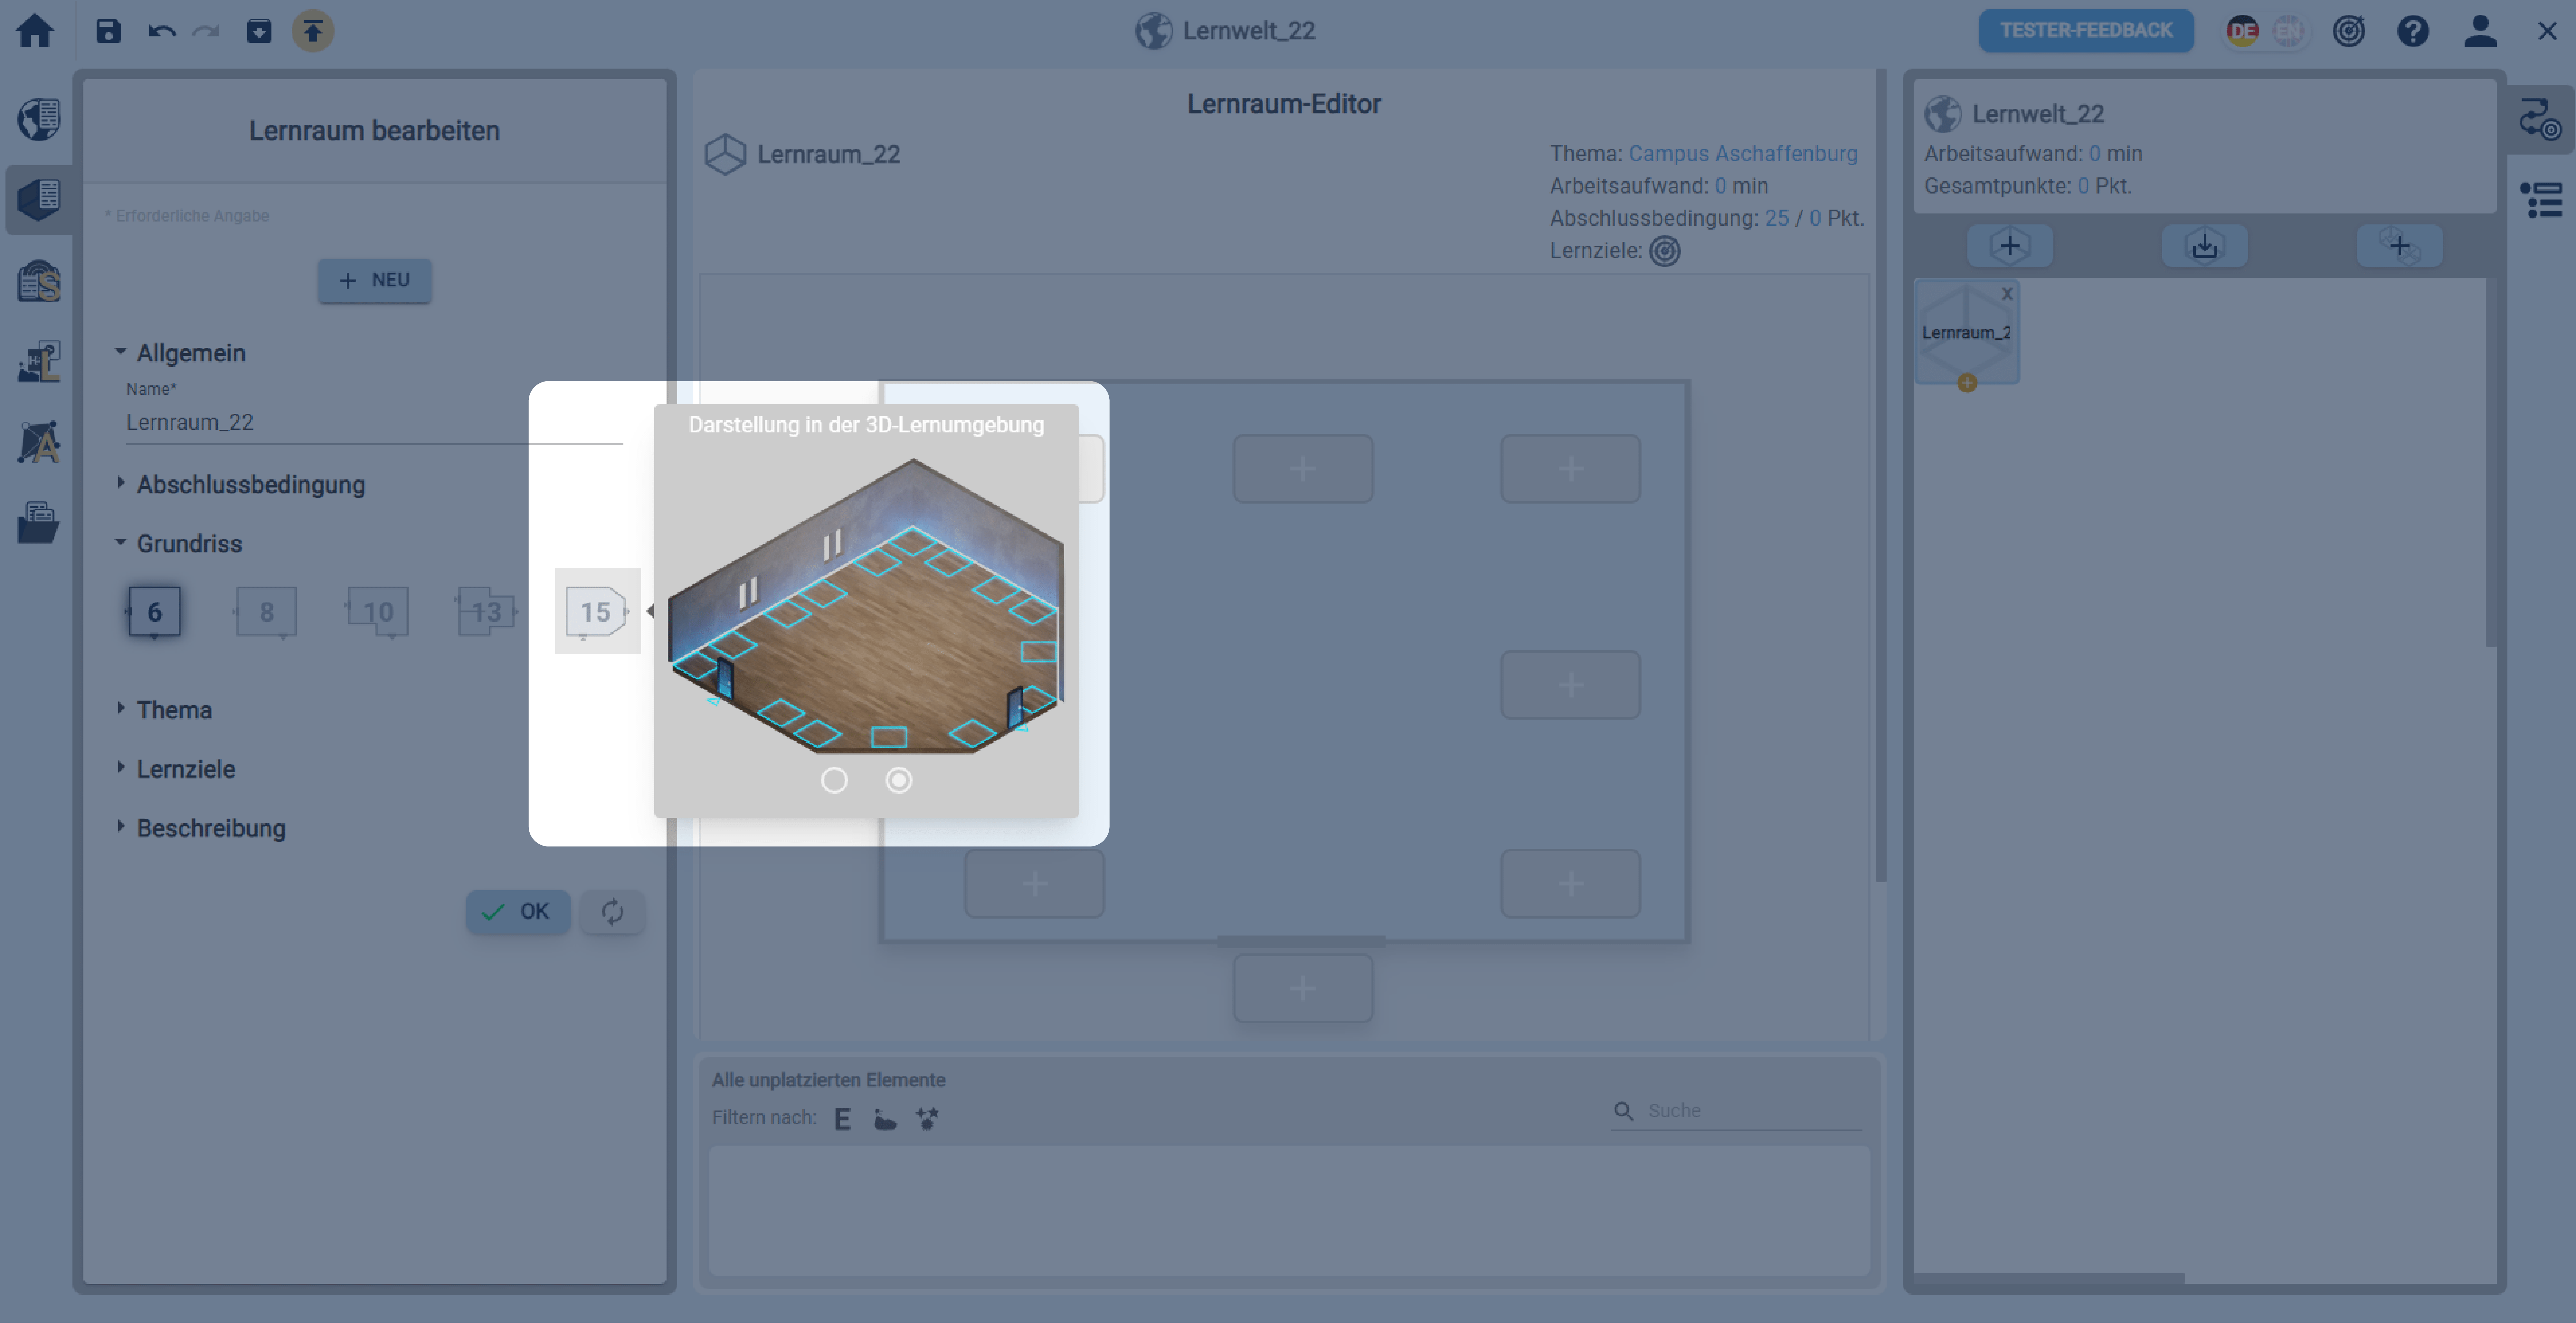 Lernwelt_22
TESTER-FEEDBACK
DE EN
Lernraum bearbeiten
* Erforderliche Angabe
+ NEU
Allgemein
Name*
Lernraum_22
Abschlussbedingung
Grundriss
6 8 10 13 15
Thema
Lernziele
Beschreibung
OK
Darstellung in der 3D-Lernumgebung
Lernraum-Editor
Lernraum_22
Thema: Campus Aschaffenburg
Arbeitsaufwand: 0 min
Abschlussbedingung: 25 / 0 Pkt.
Lernziele:
Alle unplatzierten Elemente
Filtern nach: E
Suche
Lernwelt_22
Arbeitsaufwand: 0 min
Gesamtpunkte: 0 Pkt.
x
Lernraum_2